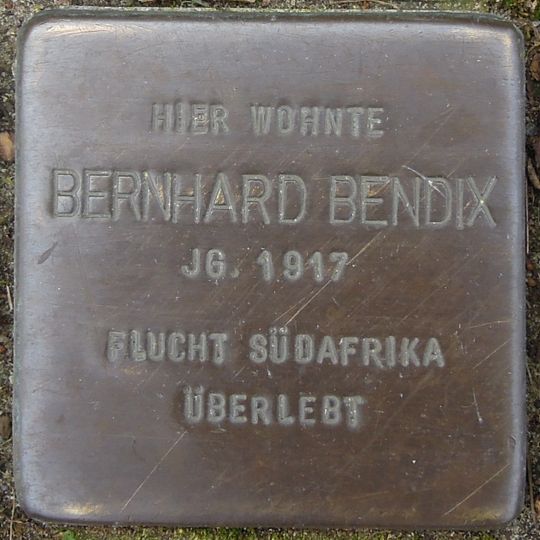 HIER WOHNTE
BERNHARD BENDIX
JG. 1917
FLUCHT SÜDAFRIKA
ÜBERLEBT